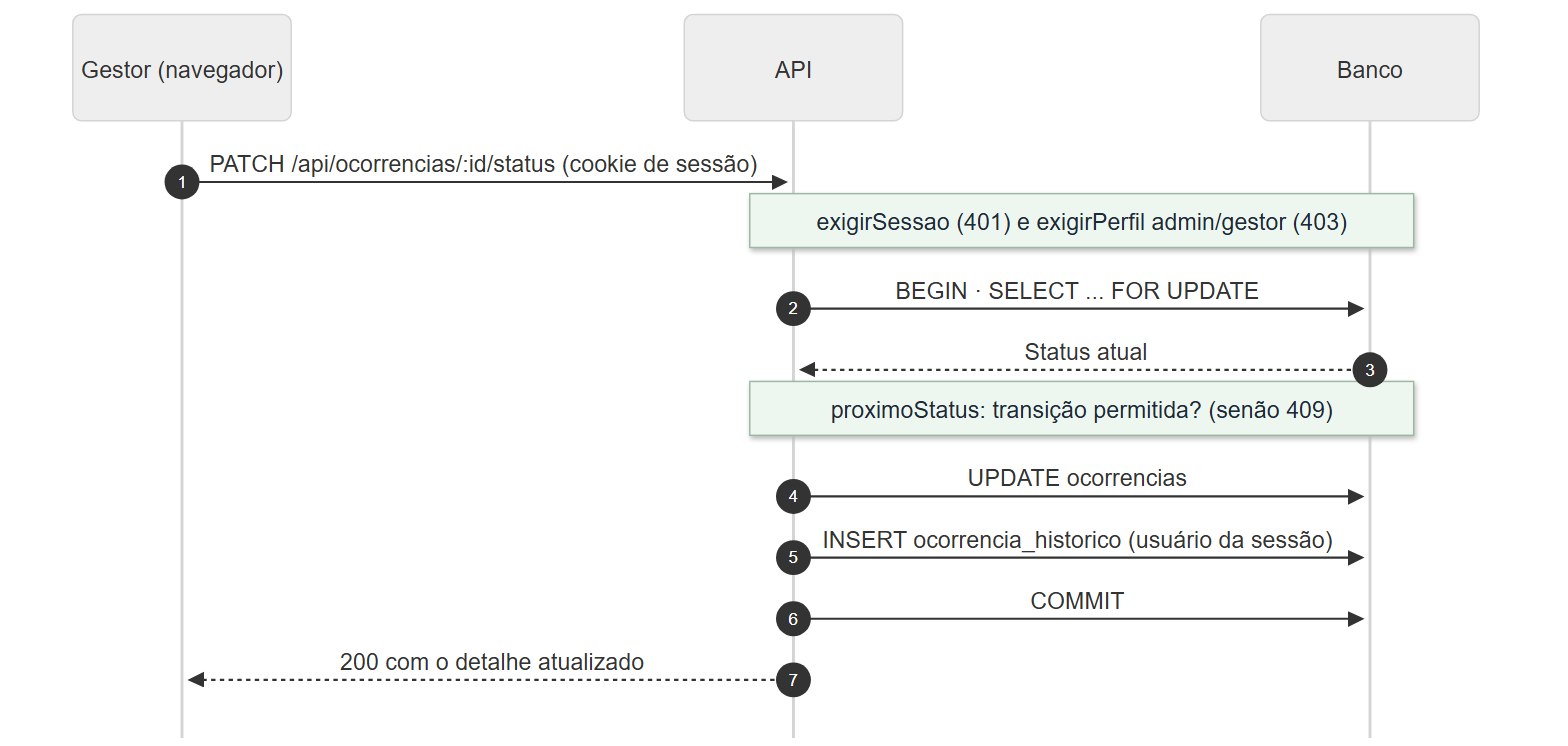 Gestor (navegador)
API
Banco
1
PATCH /api/ocorrencias/:id/status (cookie de sessão)
exigirSessao (401) e exigirPerfil admin/gestor (403)
2
BEGIN · SELECT ... FOR UPDATE
Status atual
3
proximoStatus: transição permitida? (senão 409)
4
UPDATE ocorrencias
5
INSERT ocorrencia_historico (usuário da sessão)
6
COMMIT
200 com o detalhe atualizado
7